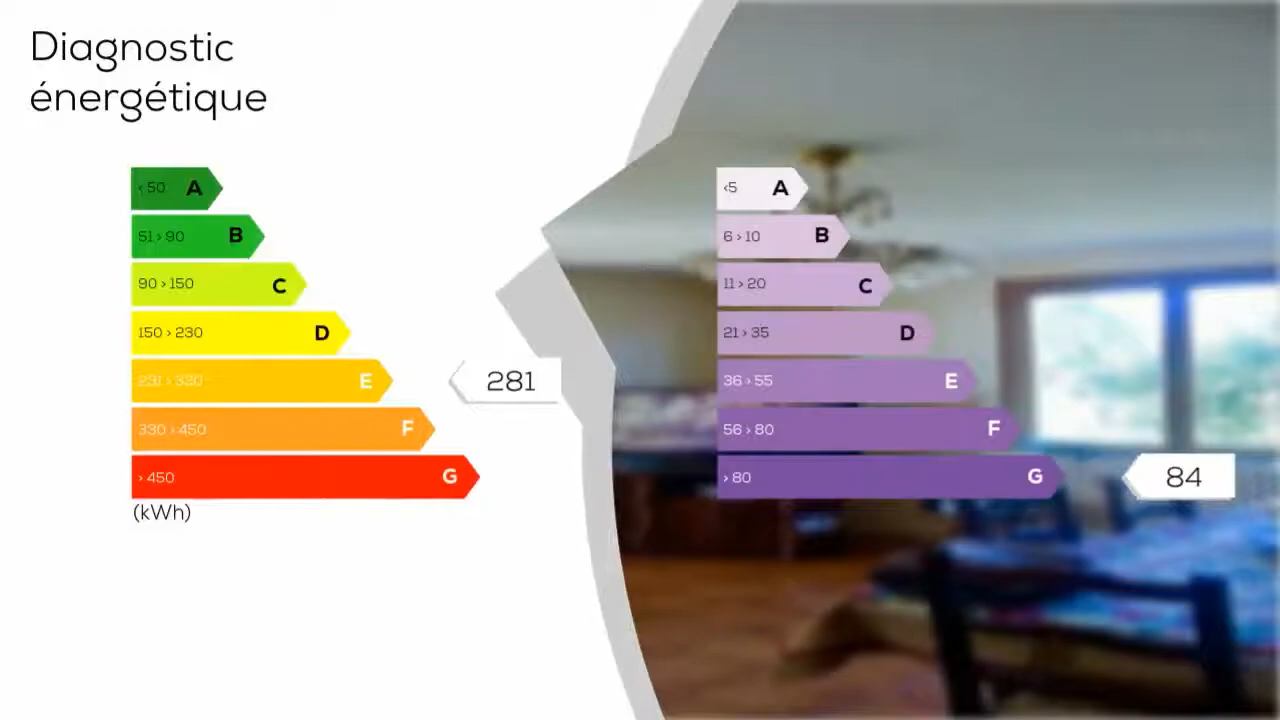 Diagnostic
énergétique
< 50 A
51 > 90 B
90 > 150 C
150 > 230 D
231 > 330 E
281
330 > 450 F
> 450 G
(kWh)
<5 A
6 > 10 B
11 > 20 C
21 > 35 D
36 > 55 E
56 > 80 F
> 80 G
84